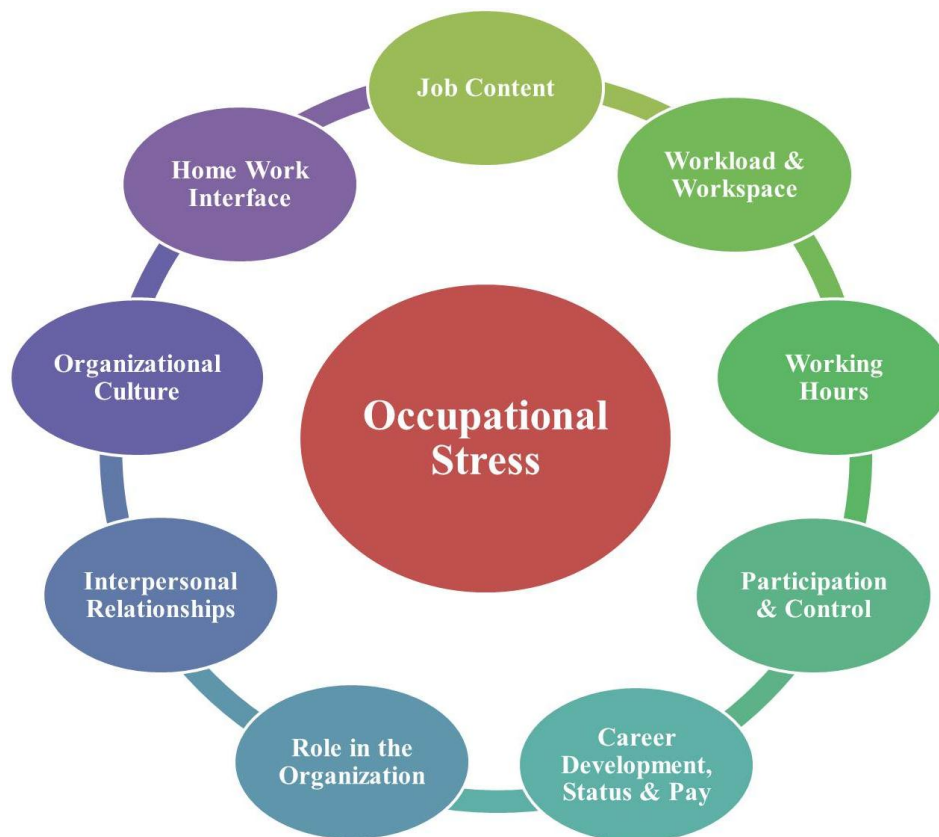 Job Content
Workload &
Workspace
Working
Hours
Participation
& Control
Career
Development,
Status & Pay
Role in the
Organization
Interpersonal
Relationships
Organizational
Culture
Home Work
Interface
Occupational
Stress